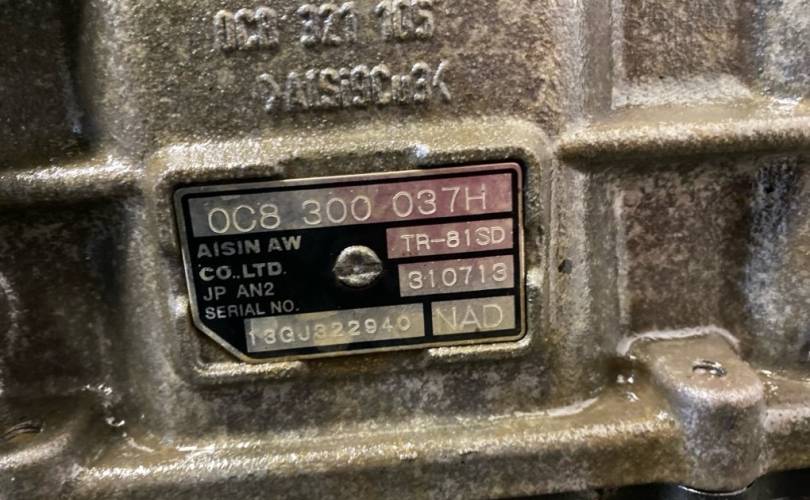 0C8 321 105
>AlSi9Cu3<
0C8 300 037H
AISIN AW
CO.,LTD.
JP AN2
SERIAL NO.
TR-81SD
310713
13GJ322940
NAD